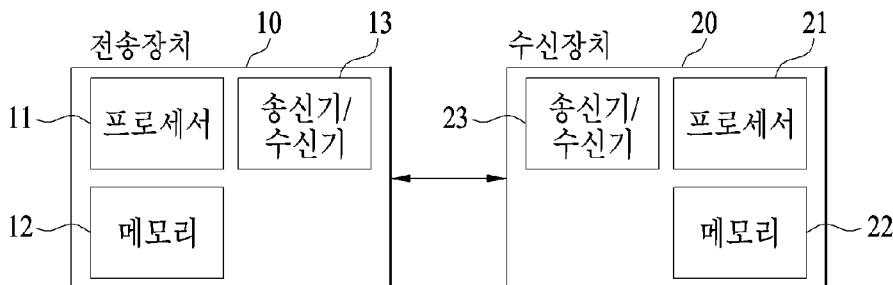 10 13 20 21
전송장치 수신장치
11 프로세서 송신기/ 23 송신기/ 프로세서
수신기 수신기
12 메모리 메모리 22